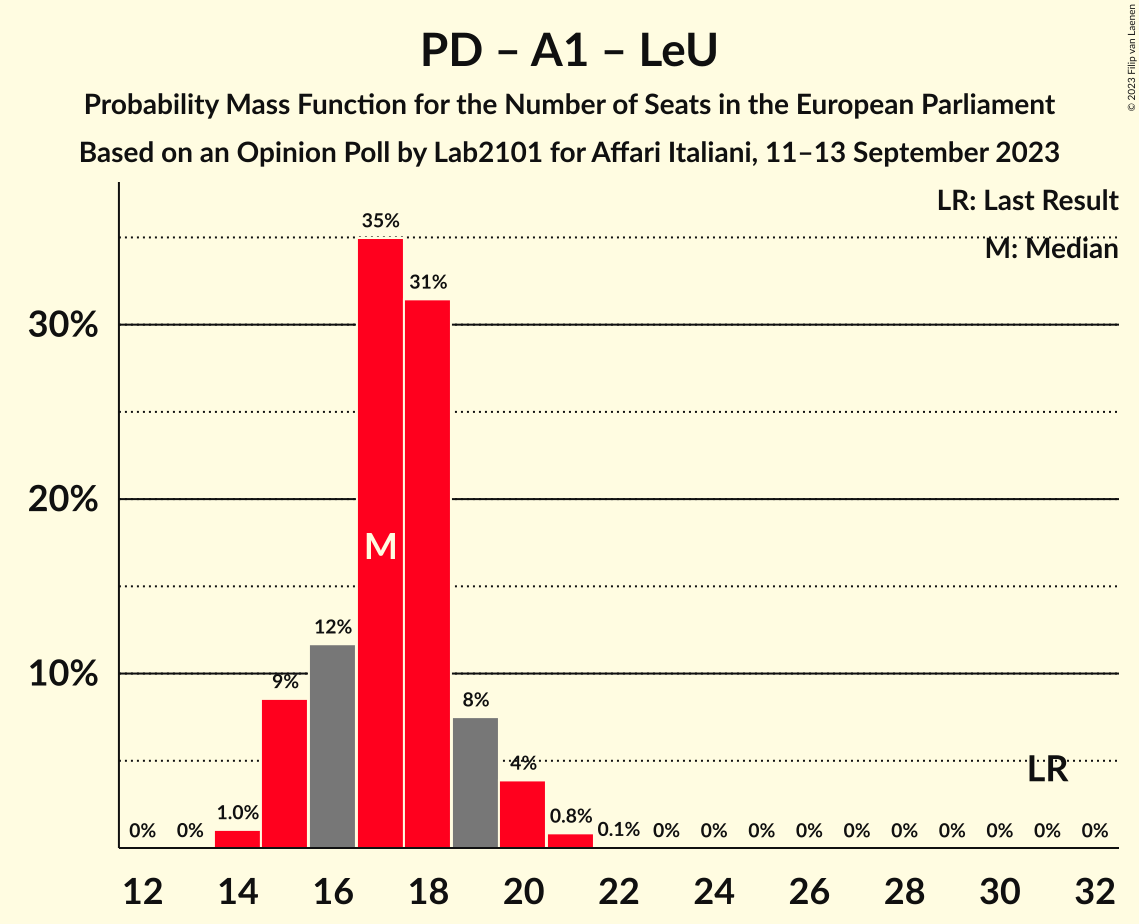 PD – A1 – LeU
Probability Mass Function for the Number of Seats in the European Parliament
Based on an Opinion Poll by Lab2101 for Affari Italiani, 11–13 September 2023
© 2023 Filip van Laenen
LR: Last Result
M: Median
35%
31%
30%
20%
M
12%
10%
9%
8%
4%
LR
0% 0% 1.0% 0.8% 0.1% 0% 0% 0% 0% 0% 0% 0% 0% 0% 0%
12 14 16 18 20 22 24 26 28 30 32